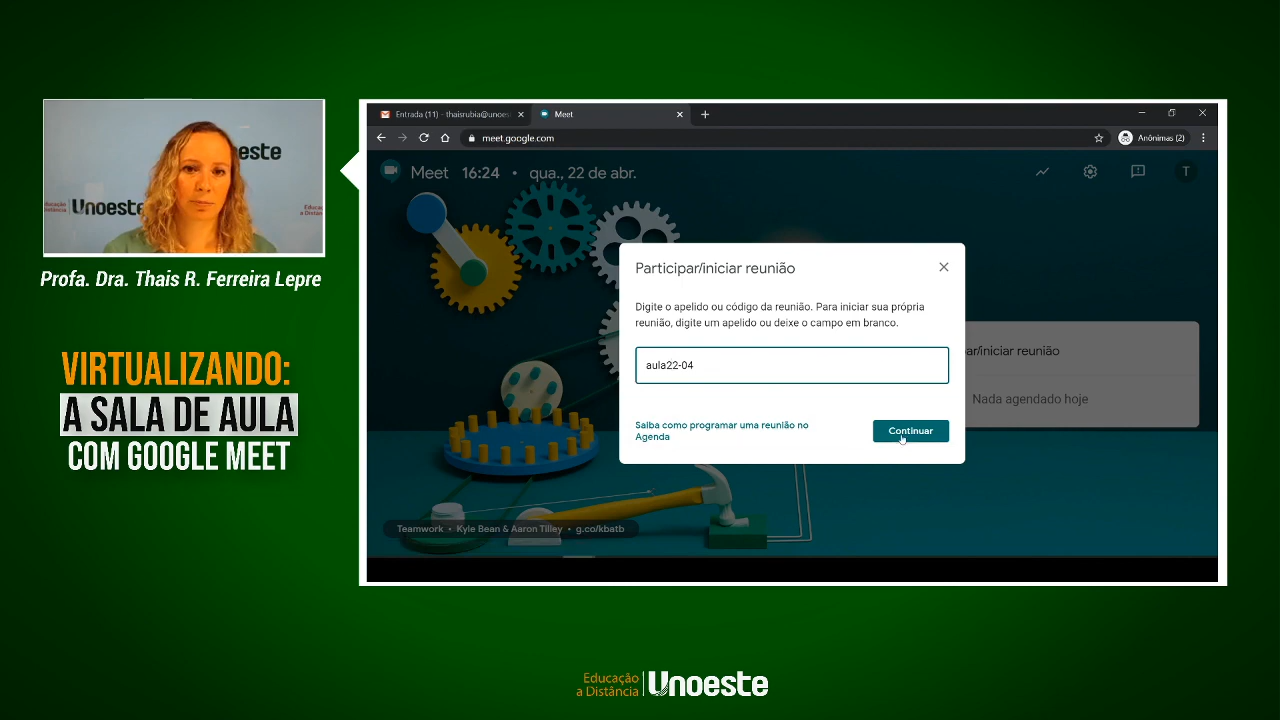 este
Educação
a Distância
Unoeste
Profa. Dra. Thais R. Ferreira Lepre
VIRTUALIZANDO:
A SALA DE AULA
COM GOOGLE MEET
Entrada (11) - thaisrubia@unoes
Meet
meet.google.com
Anônimas (2)
Meet 16:24 • qua., 22 de abr.
T
Participar/iniciar reunião
Digite o apelido ou código da reunião. Para iniciar sua própria
reunião, digite um apelido ou deixe o campo em branco.
aula22-04
Saiba como programar uma reunião no
Agenda
Continuar
par/iniciar reunião
Nada agendado hoje
Teamwork • Kyle Bean & Aaron Tilley • g.co/kbatb
Educação
a Distância
Unoeste